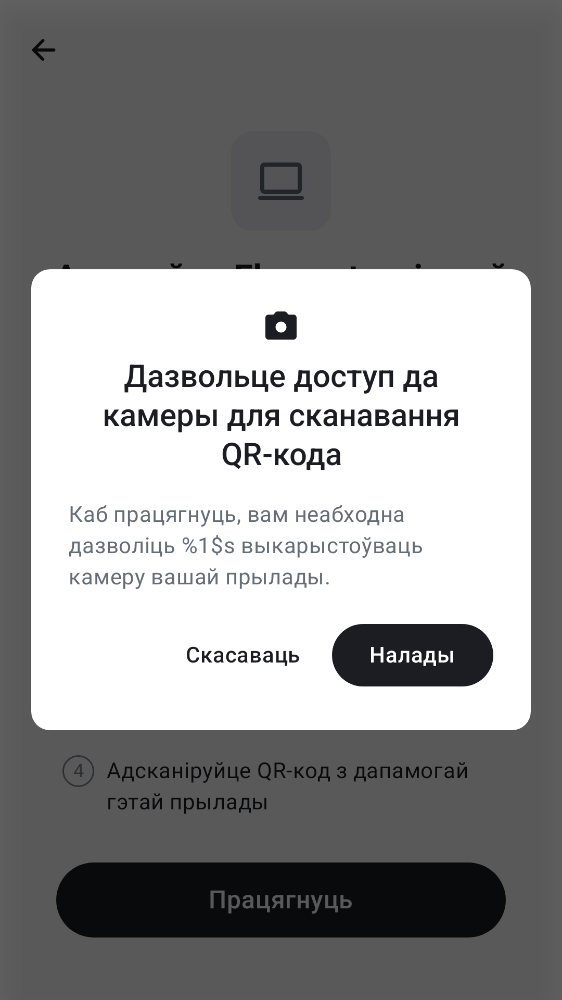 Дазвольце доступ да
камеры для сканавання
QR-кода
Каб працягнуць, вам неабходна
дазволіць %1$s выкарыстоўваць
камеру вашай прылады.
Скасаваць
Налады
4
Адсканіруйце QR-код з дапамогай
гэтай прылады
Працягнуць